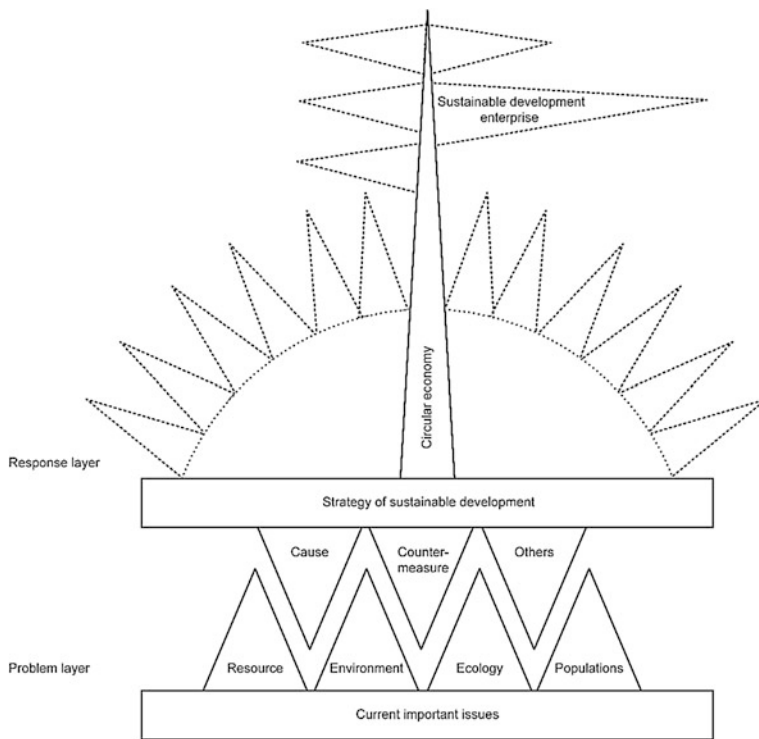 Sustainable development
enterprise
Circular economy
Response layer
Strategy of sustainable development
Cause
Counter-
measure
Others
Problem layer
Resource
Environment
Ecology
Populations
Current important issues